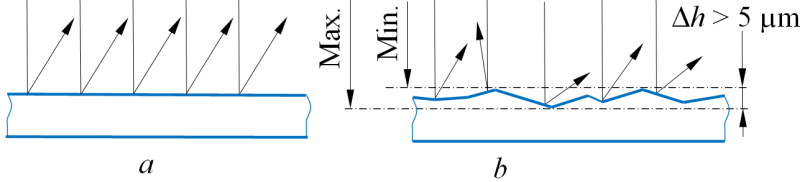 Max.
Min.
Δh > 5 μm
a
b